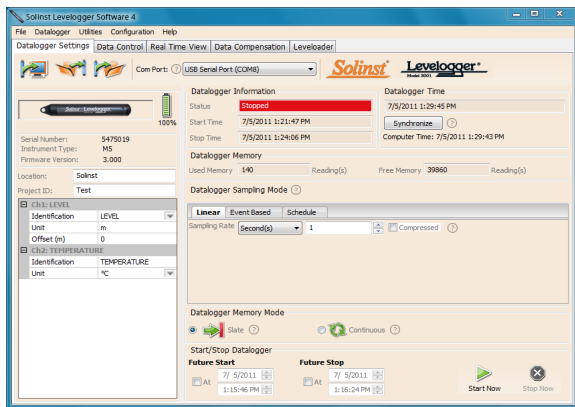 Solinst Levelogger Software 4
File Datalogger Utilities Configuration Help
Datalogger Settings Data Control Real Time View Data Compensation Leveloader
Com Port: ? USB Serial Port (COM8) Solinst Levelogger
Model 3001
Solinst Levelogger
100%
Serial Number: 5475019
Instrument Type: M5
Firmware Version: 3.000
Location: Solinst
Project ID: Test
Ch1: LEVEL
Identification LEVEL
Unit m
Offset (m) 0
Ch2: TEMPERATURE
Identification TEMPERATURE
Unit °C
Datalogger Information
Status Stopped
Start Time 7/5/2011 1:21:47 PM
Stop Time 7/5/2011 1:24:06 PM
Datalogger Time
7/5/2011 1:29:45 PM
Synchronize ?
Computer Time: 7/5/2011 1:29:43 PM
Datalogger Memory
Used Memory 140 Reading(s) Free Memory 39860 Reading(s)
Datalogger Sampling Mode ?
Linear Event Based Schedule
Sampling Rate Second(s) 1 Compressed ?
Datalogger Memory Mode
Slate ? Continuous ?
Start/Stop Datalogger
Future Start Future Stop
At 7/ 5/2011 At 7/ 5/2011
1:15:46 PM 1:16:24 PM
Start Now Stop Now